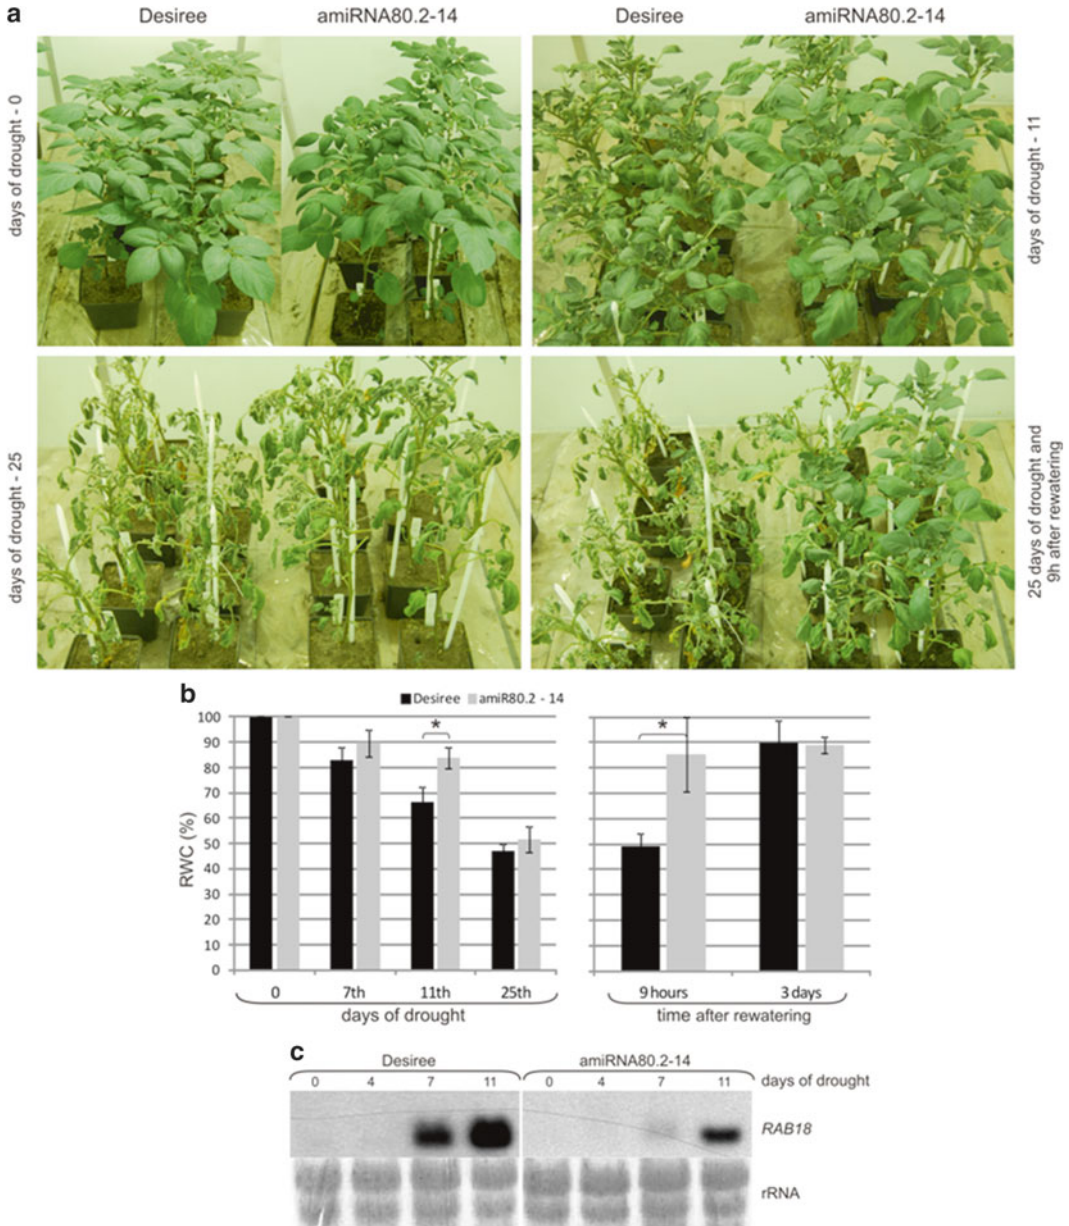 a
Desiree amiRNA80.2-14 Desiree amiRNA80.2-14
days of drought - 0
days of drought - 11
days of drought - 25
25 days of drought and
9h after rewatering
b
Desiree amiR80.2 - 14
RWC (%)
100
90
80
70
60
50
40
30
20
10
0
*
*
0 7th 11th 25th
days of drought
9 hours 3 days
time after rewatering
c
Desiree amiRNA80.2-14
0 4 7 11 0 4 7 11 days of drought
RAB18
rRNA